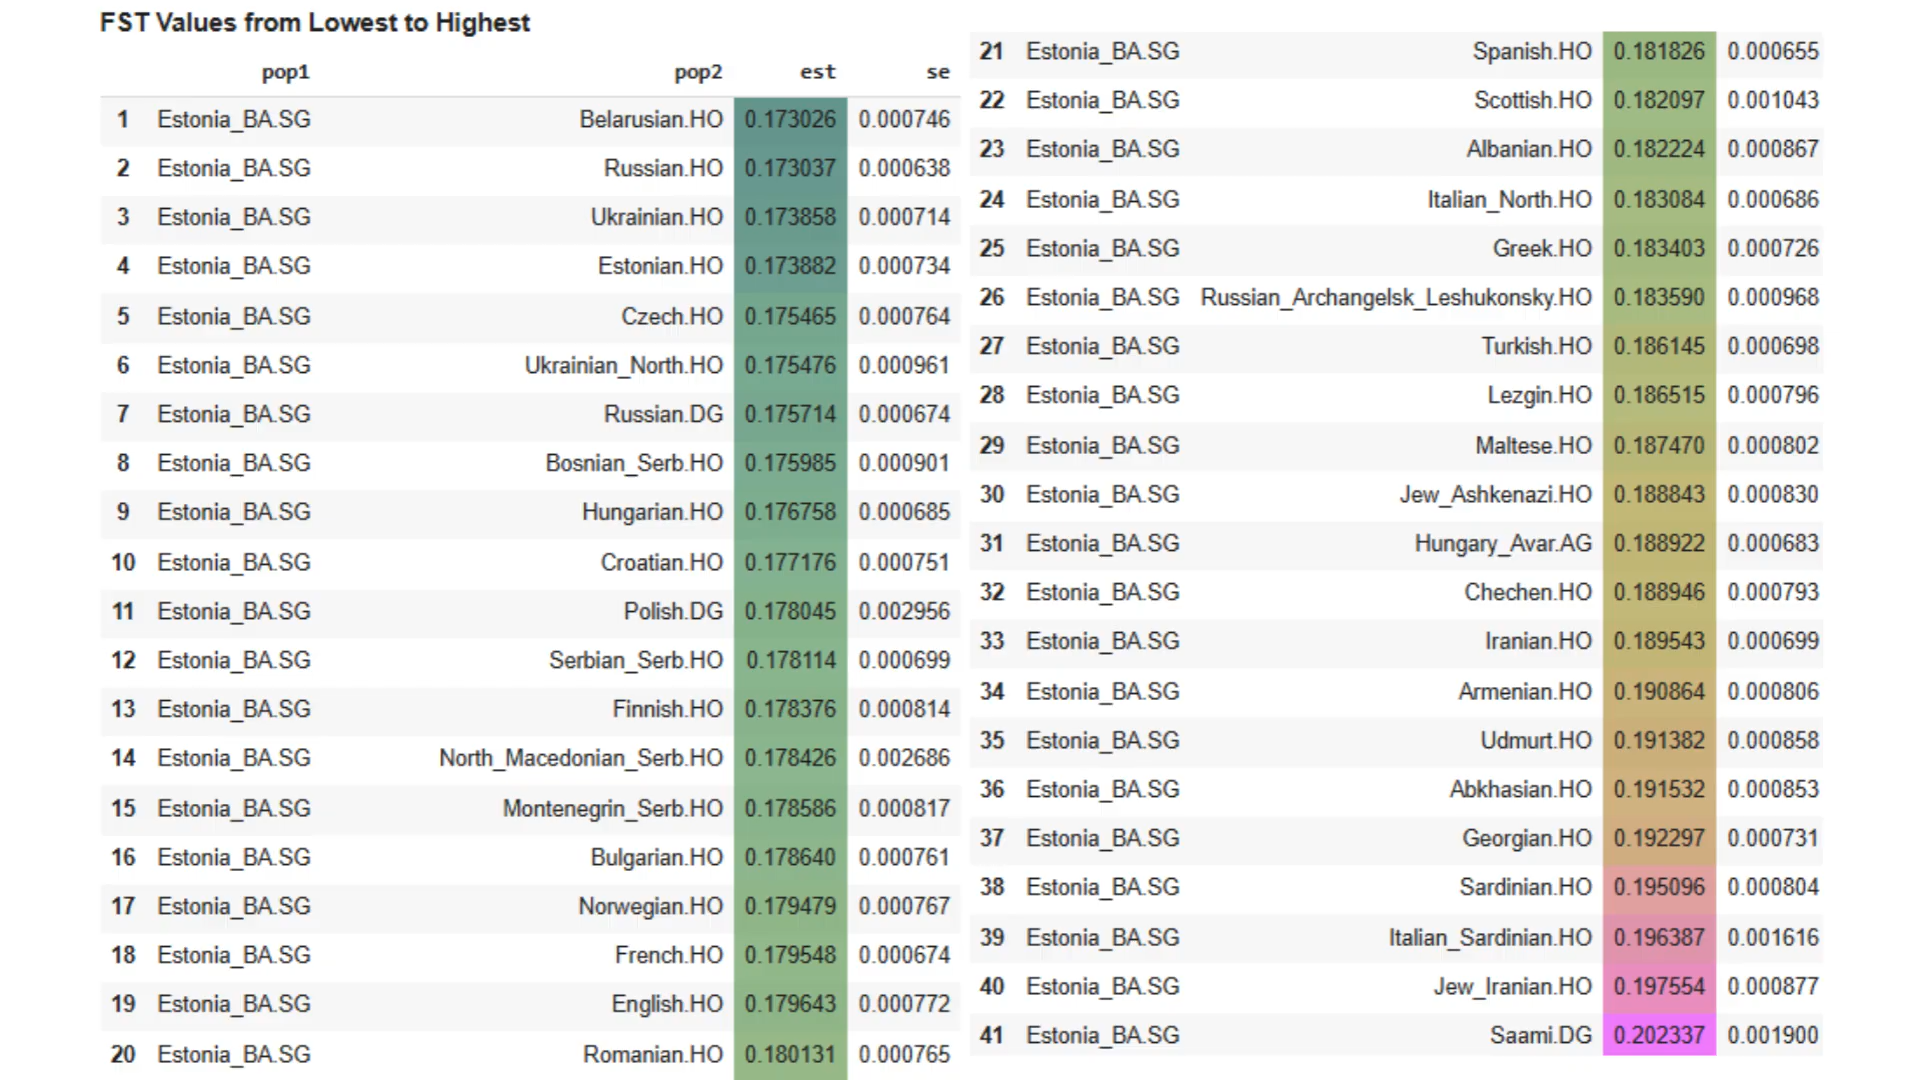 FST Values from Lowest to Highest
pop1 pop2 est se
1 Estonia_BA.SG Belarusian.HO 0.173026 0.000746
2 Estonia_BA.SG Russian.HO 0.173037 0.000638
3 Estonia_BA.SG Ukrainian.HO 0.173858 0.000714
4 Estonia_BA.SG Estonian.HO 0.173882 0.000734
5 Estonia_BA.SG Czech.HO 0.175465 0.000764
6 Estonia_BA.SG Ukrainian_North.HO 0.175476 0.000961
7 Estonia_BA.SG Russian.DG 0.175714 0.000674
8 Estonia_BA.SG Bosnian_Serb.HO 0.175985 0.000901
9 Estonia_BA.SG Hungarian.HO 0.176758 0.000685
10 Estonia_BA.SG Croatian.HO 0.177176 0.000751
11 Estonia_BA.SG Polish.DG 0.178045 0.002956
12 Estonia_BA.SG Serbian_Serb.HO 0.178114 0.000699
13 Estonia_BA.SG Finnish.HO 0.178376 0.000814
14 Estonia_BA.SG North_Macedonian_Serb.HO 0.178426 0.002686
15 Estonia_BA.SG Montenegrin_Serb.HO 0.178586 0.000817
16 Estonia_BA.SG Bulgarian.HO 0.178640 0.000761
17 Estonia_BA.SG Norwegian.HO 0.179479 0.000767
18 Estonia_BA.SG French.HO 0.179548 0.000674
19 Estonia_BA.SG English.HO 0.179643 0.000772
20 Estonia_BA.SG Romanian.HO 0.180131 0.000765
21 Estonia_BA.SG Spanish.HO 0.181826 0.000655
22 Estonia_BA.SG Scottish.HO 0.182097 0.001043
23 Estonia_BA.SG Albanian.HO 0.182224 0.000867
24 Estonia_BA.SG Italian_North.HO 0.183084 0.000686
25 Estonia_BA.SG Greek.HO 0.183403 0.000726
26 Estonia_BA.SG Russian_Archangelsk_Leshukonsky.HO 0.183590 0.000968
27 Estonia_BA.SG Turkish.HO 0.186145 0.000698
28 Estonia_BA.SG Lezgin.HO 0.186515 0.000796
29 Estonia_BA.SG Maltese.HO 0.187470 0.000802
30 Estonia_BA.SG Jew_Ashkenazi.HO 0.188843 0.000830
31 Estonia_BA.SG Hungary_Avar.AG 0.188922 0.000683
32 Estonia_BA.SG Chechen.HO 0.188946 0.000793
33 Estonia_BA.SG Iranian.HO 0.189543 0.000699
34 Estonia_BA.SG Armenian.HO 0.190864 0.000806
35 Estonia_BA.SG Udmurt.HO 0.191382 0.000858
36 Estonia_BA.SG Abkhasian.HO 0.191532 0.000853
37 Estonia_BA.SG Georgian.HO 0.192297 0.000731
38 Estonia_BA.SG Sardinian.HO 0.195096 0.000804
39 Estonia_BA.SG Italian_Sardinian.HO 0.196387 0.001616
40 Estonia_BA.SG Jew_Iranian.HO 0.197554 0.000877
41 Estonia_BA.SG Saami.DG 0.202337 0.001900